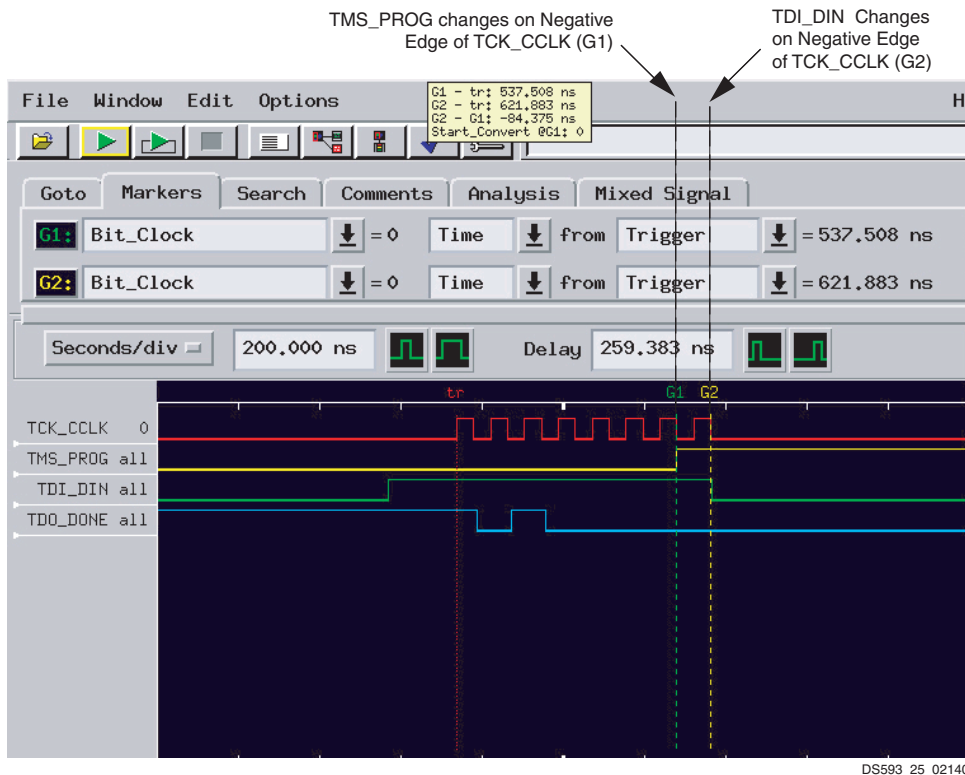 TMS_PROG changes on Negative
Edge of TCK_CCLK (G1)
TDI_DIN Changes
on Negative Edge
of TCK_CCLK (G2)
File Window Edit Options H
G1 - tr: 537.508 ns
G2 - tr: 621.883 ns
G2 - G1: -84.375 ns
Start_Convert @G1: 0
Goto Markers Search Comments Analysis Mixed Signal
G1: Bit_Clock = 0 Time from Trigger = 537.508 ns
G2: Bit_Clock = 0 Time from Trigger = 621.883 ns
Seconds/div 200.000 ns Delay 259.383 ns
tr G1 G2
TCK_CCLK 0
TMS_PROG all
TDI_DIN all
TDO_DONE all
DS593_25_02140